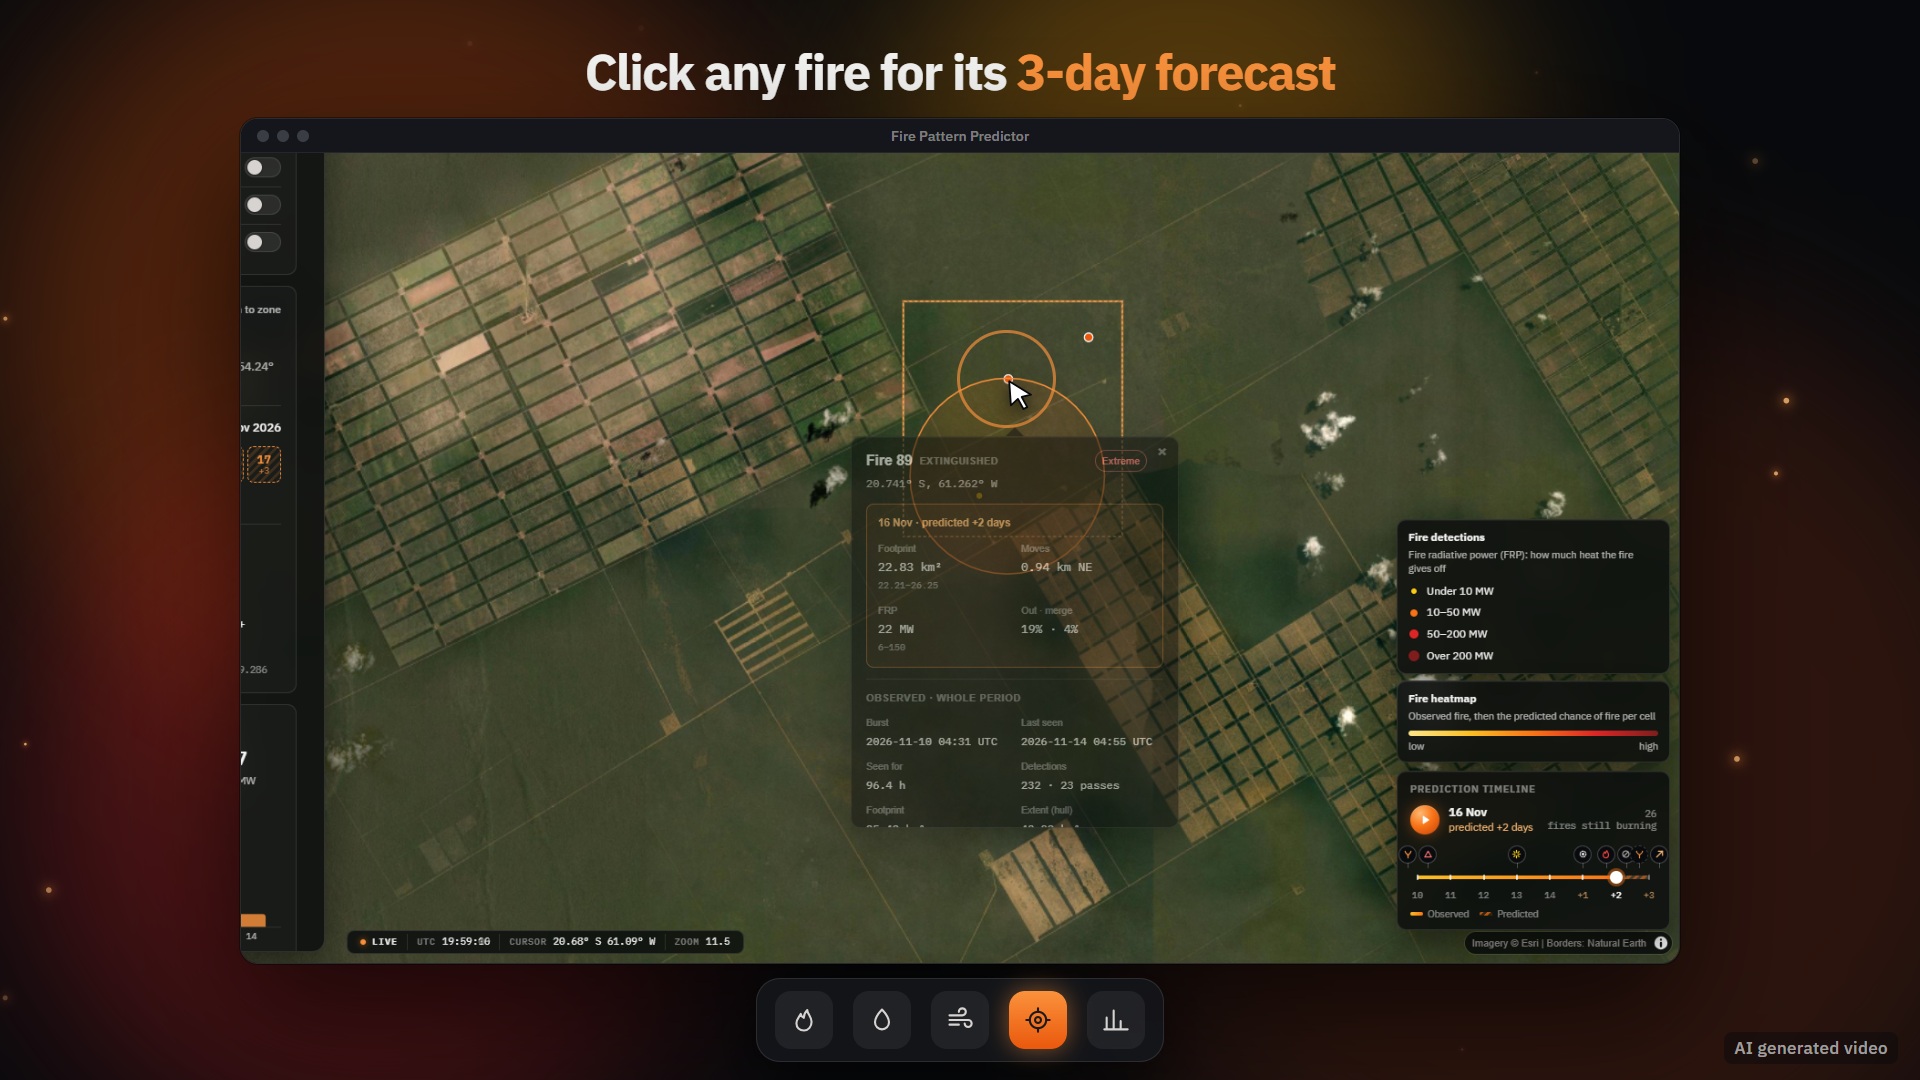 Click any fire for its 3-day forecast
Fire Pattern Predictor
to zone
54.24°
ov 2026
17
+3
+
9.286
7
MW
14
Fire 89 EXTINGUISHED
Extreme
20.741° S, 61.262° W
16 Nov · predicted +2 days
Footprint
Moves
22.83 km²
0.94 km NE
22.21–26.25
FRP
Out · merge
22 MW
19% · 4%
6–150
OBSERVED · WHOLE PERIOD
Burst
Last seen
2026-11-10 04:31 UTC
2026-11-14 04:55 UTC
Seen for
Detections
96.4 h
232 · 23 passes
Footprint
Extent (hull)
Fire detections
Fire radiative power (FRP): how much heat the fire
gives off
Under 10 MW
10–50 MW
50–200 MW
Over 200 MW
Fire heatmap
Observed fire, then the predicted chance of fire per cell
low
high
PREDICTION TIMELINE
16 Nov
26
predicted +2 days
fires still burning
10 11 12 13 14 +1 +2 +3
Observed
Predicted
LIVE UTC 19:59: CURSOR 20.68° S 61.09° W ZOOM 11.5
Imagery © Esri | Borders: Natural Earth
AI generated video